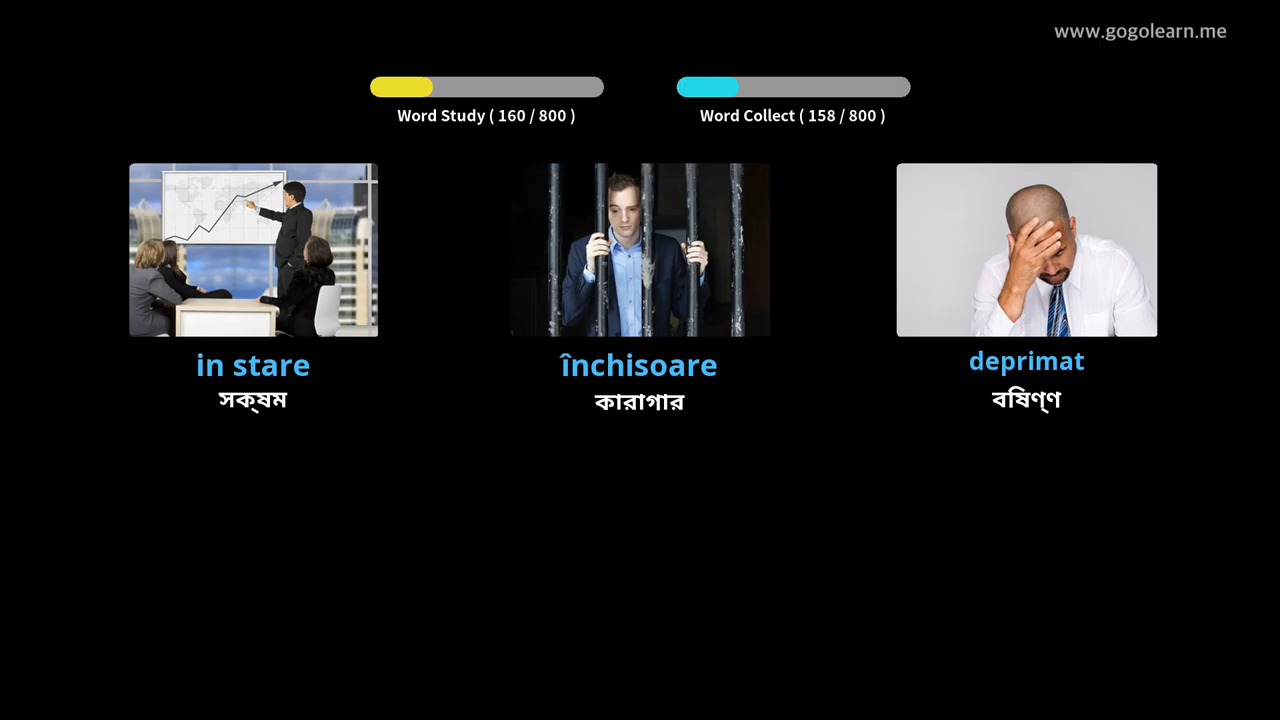 www.gogolearn.me
Word Study ( 160 / 800 )
Word Collect ( 158 / 800 )
in stare
închisoare
deprimat
সক্ষম
কারাগার
বিষণ্ণ